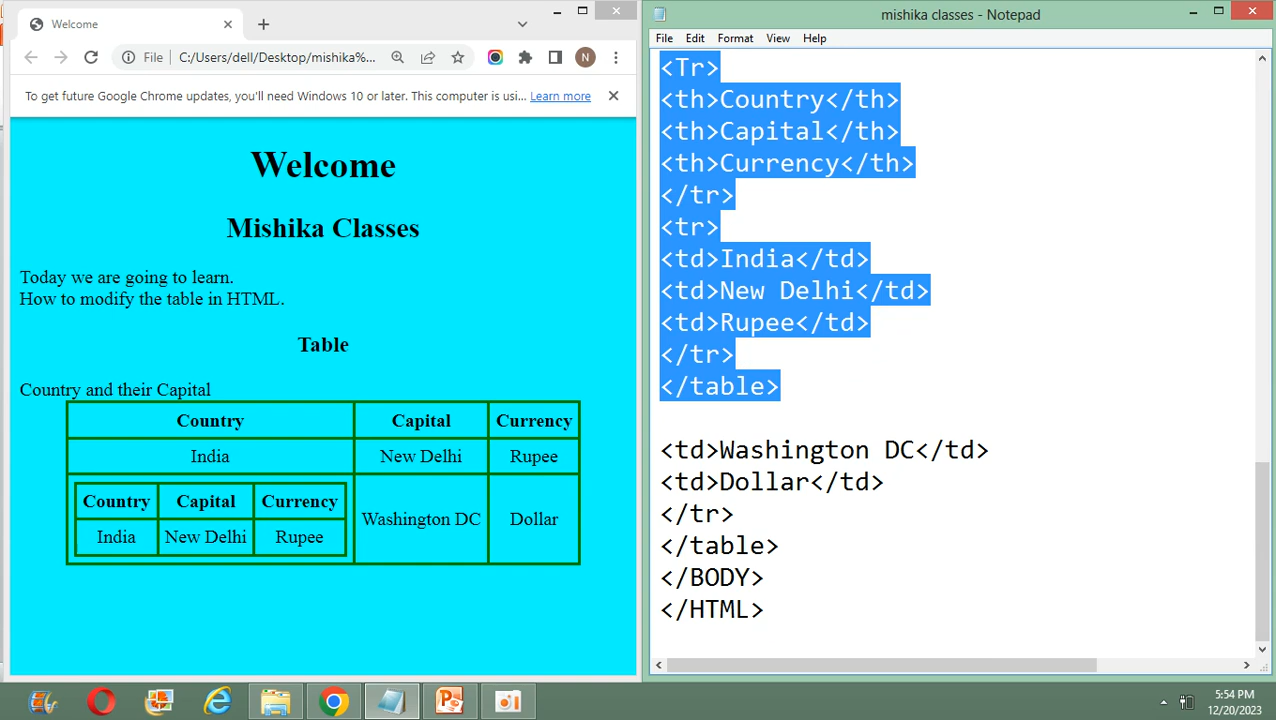 Welcome
File
C:/Users/dell/Desktop/mishika%...
N
To get future Google Chrome updates, you'll need Windows 10 or later. This computer is usi... Learn more
Welcome
Mishika Classes
Today we are going to learn.
How to modify the table in HTML.
Table
Country and their Capital
Country Capital Currency
India New Delhi Rupee
Country Capital Currency
India New Delhi Rupee
Washington DC Dollar
mishika classes - Notepad
File Edit Format View Help
<Tr>
<th>Country</th>
<th>Capital</th>
<th>Currency</th>
</tr>
<tr>
<td>India</td>
<td>New Delhi</td>
<td>Rupee</td>
</tr>
</table>
<td>Washington DC</td>
<td>Dollar</td>
</tr>
</table>
</BODY>
</HTML>
5:54 PM
12/20/2023